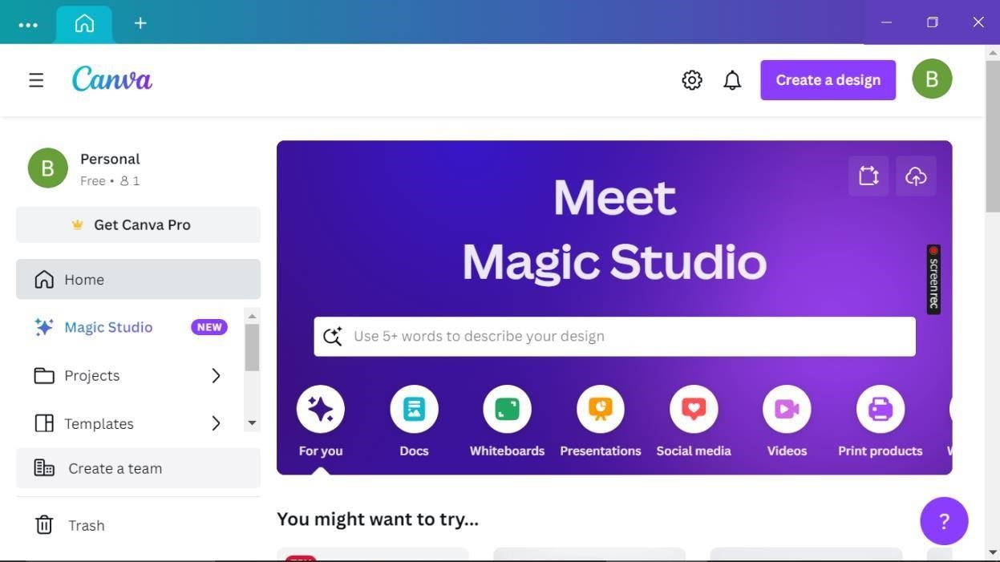 Canva
Create a design
B
B
Personal
Free • 1
Get Canva Pro
Home
Magic Studio NEW
Projects
Templates
Create a team
Trash
Meet
Magic Studio
Use 5+ words to describe your design
For you
Docs
Whiteboards
Presentations
Social media
Videos
Print products
screenrec
You might want to try...
?